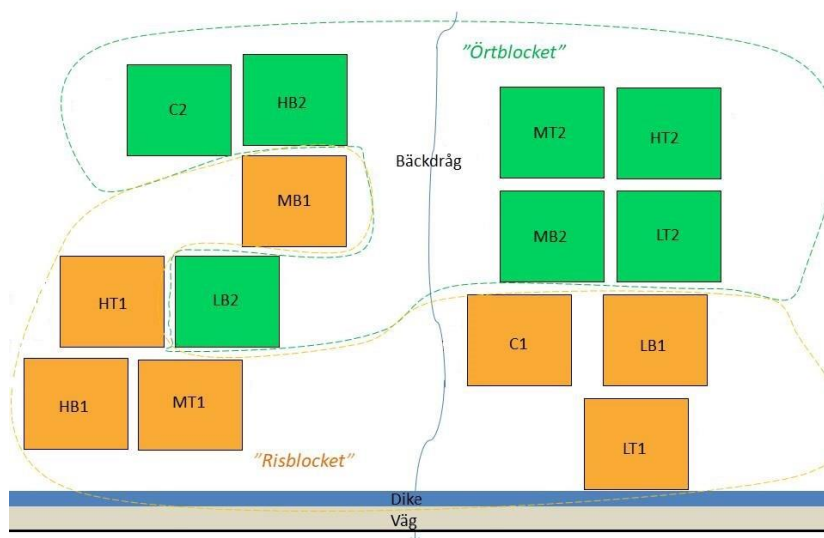 ”Örtblocket”
HB2
C2
MT2
HT2
Bäckdråg
MB1
MB2
LT2
HT1
LB2
C1
LB1
HB1
MT1
LT1
”Risblocket”
Dike
Väg